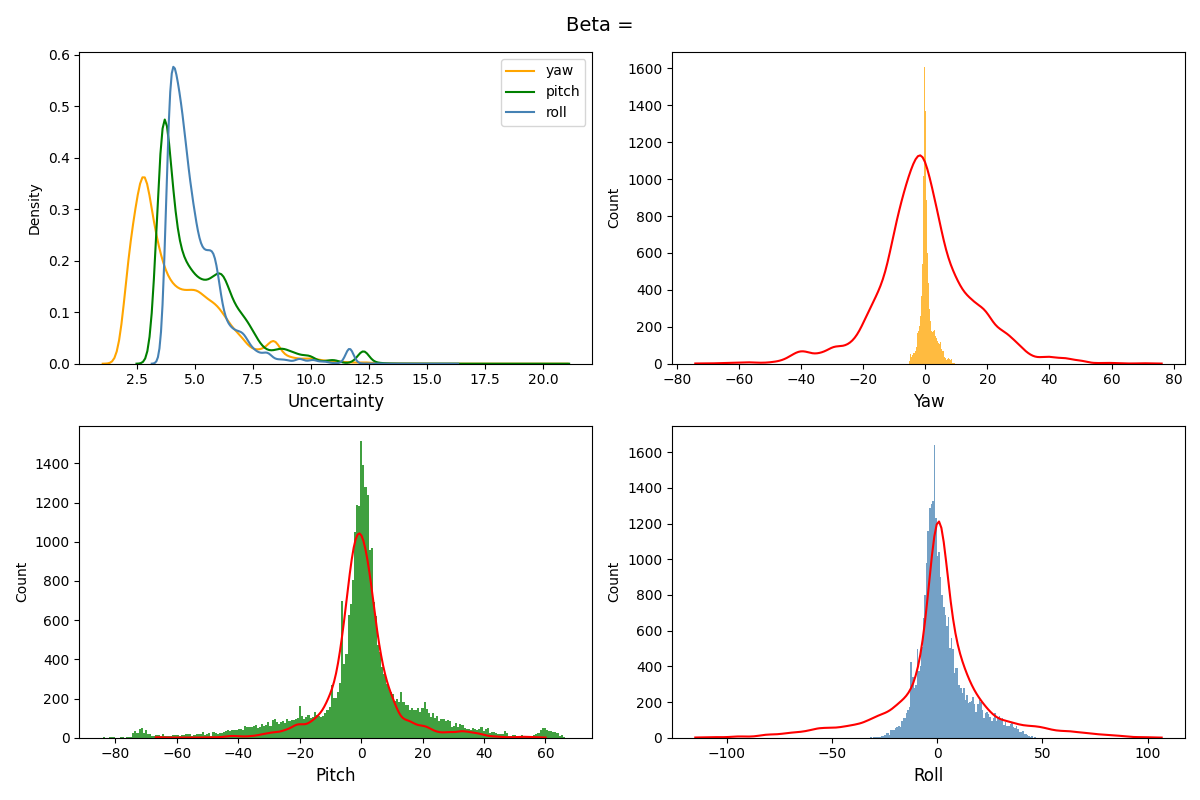 Beta =
0.6
0.5
0.4
0.3
0.2
0.1
0.0
Density
yaw
pitch
roll
2.5 5.0 7.5 10.0 12.5 15.0 17.5 20.0
Uncertainty
1600
1400
1200
1000
800
600
400
200
0
Count
−80 −60 −40 −20 0 20 40 60 80
Yaw
1400
1200
1000
800
600
400
200
0
Count
−80 −60 −40 −20 0 20 40 60
Pitch
1600
1400
1200
1000
800
600
400
200
0
Count
−100 −50 0 50 100
Roll